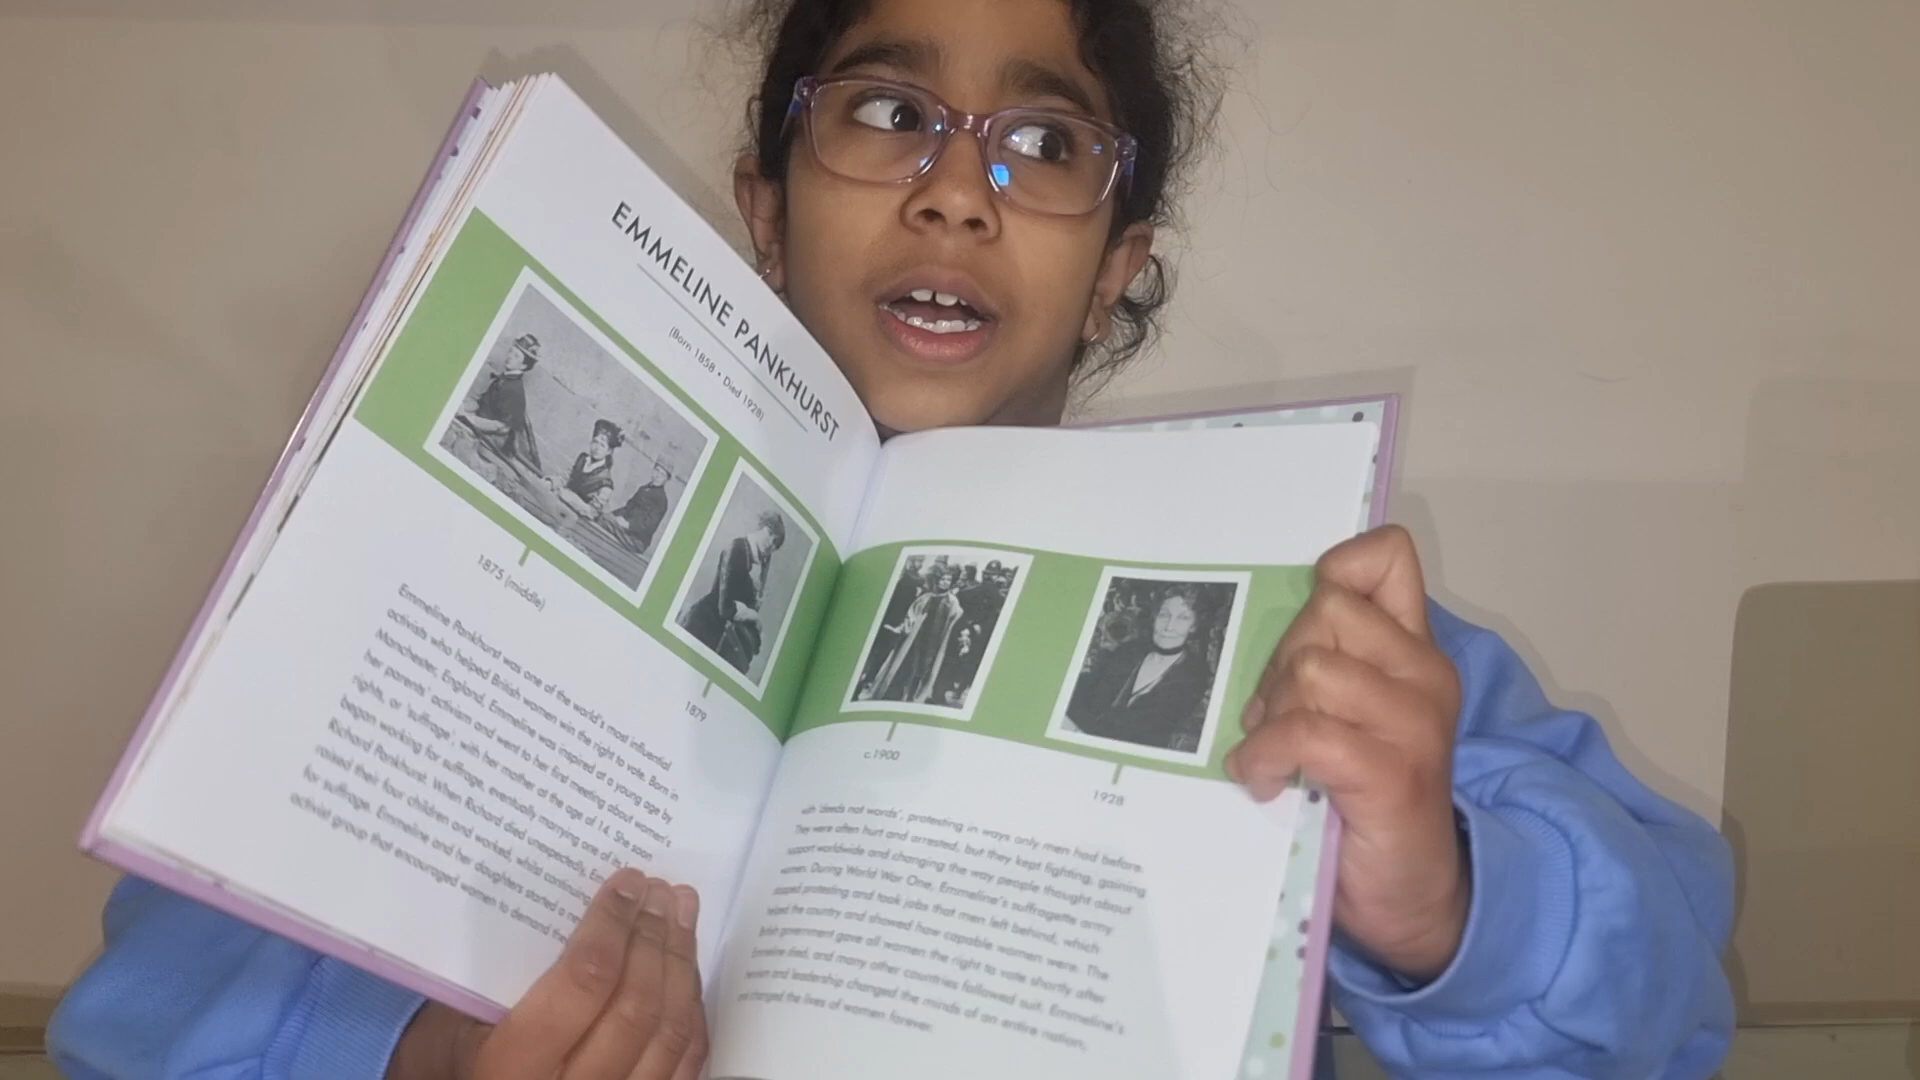 EMMELINE PANKHURST
(Born 1858 • Died 1928)
1875 (middle)
1879
Emmeline Pankhurst was one of the world's most influential
activists who helped British women win the right to vote. Born in
Manchester, England, Emmeline was inspired at a young age by
her parents' activism and went to her first meeting about women's
rights, or 'suffrage', with her mother at the age of 14. She soon
began working for suffrage, eventually marrying one of its
Richard Pankhurst. When Richard died unexpectedly,
raised their four children and worked, whilst continuing
for suffrage. Emmeline and her daughters started a new
activist group that encouraged women to demand
c.1900
1928
with 'deeds not words', protesting in ways only men had before.
They were often hurt and arrested, but they kept fighting, gaining
support worldwide and changing the way people thought about
women. During World War One, Emmeline's suffragette army
stopped protesting and took jobs that men left behind, which
helped the country and showed how capable women were. The
British government gave all women the right to vote shortly after
Emmeline died, and many other countries followed suit. Emmeline's
and leadership changed the minds of an entire nation,
and changed the lives of women forever.